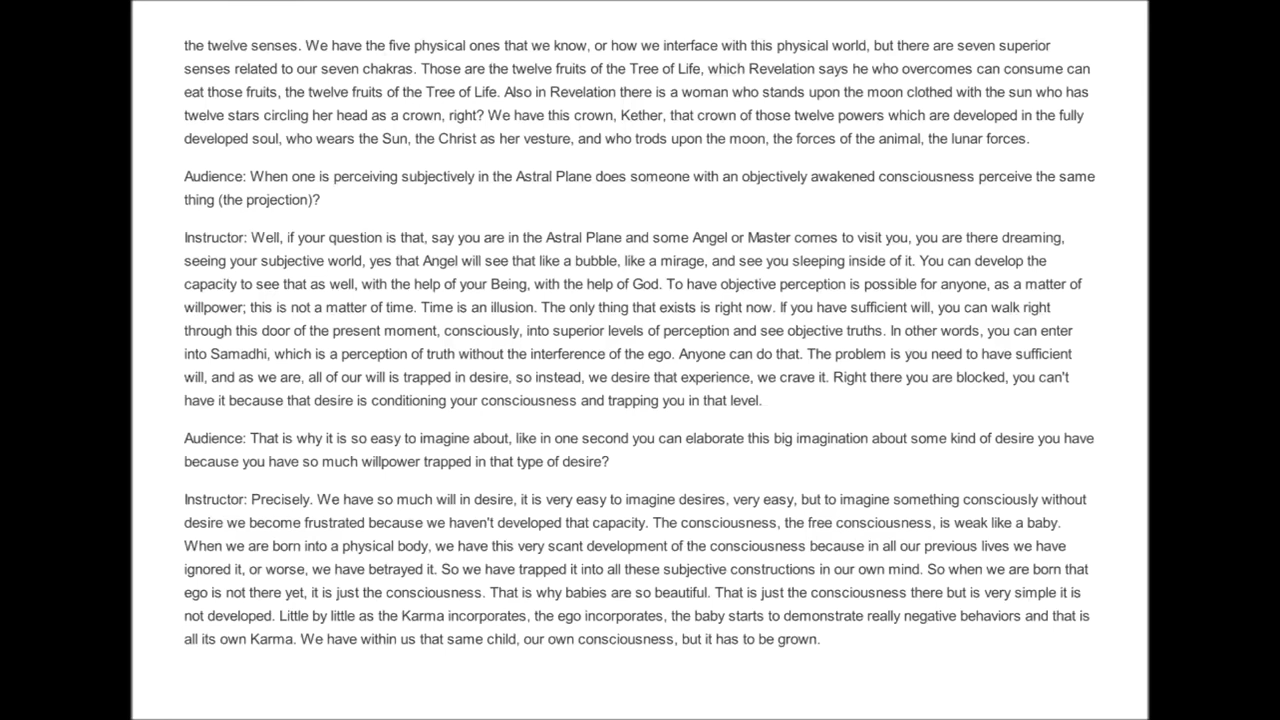 the twelve senses. We have the five physical ones that we know, or how we interface with this physical world, but there are seven superior
senses related to our seven chakras. Those are the twelve fruits of the Tree of Life, which Revelation says he who overcomes can consume can
eat those fruits, the twelve fruits of the Tree of Life. Also in Revelation there is a woman who stands upon the moon clothed with the sun who has
twelve stars circling her head as a crown, right? We have this crown, Kether, that crown of those twelve powers which are developed in the fully
developed soul, who wears the Sun, the Christ as her vesture, and who trods upon the moon, the forces of the animal, the lunar forces.
Audience: When one is perceiving subjectively in the Astral Plane does someone with an objectively awakened consciousness perceive the same
thing (the projection)?
Instructor: Well, if your question is that, say you are in the Astral Plane and some Angel or Master comes to visit you, you are there dreaming,
seeing your subjective world, yes that Angel will see that like a bubble, like a mirage, and see you sleeping inside of it. You can develop the
capacity to see that as well, with the help of your Being, with the help of God. To have objective perception is possible for anyone, as a matter of
willpower; this is not a matter of time. Time is an illusion. The only thing that exists is right now. If you have sufficient will, you can walk right
through this door of the present moment, consciously, into superior levels of perception and see objective truths. In other words, you can enter
into Samadhi, which is a perception of truth without the interference of the ego. Anyone can do that. The problem is you need to have sufficient
will, and as we are, all of our will is trapped in desire, so instead, we desire that experience, we crave it. Right there you are blocked, you can't
have it because that desire is conditioning your consciousness and trapping you in that level.
Audience: That is why it is so easy to imagine about, like in one second you can elaborate this big imagination about some kind of desire you have
because you have so much willpower trapped in that type of desire?
Instructor: Precisely. We have so much will in desire, it is very easy to imagine desires, very easy, but to imagine something consciously without
desire we become frustrated because we haven't developed that capacity. The consciousness, the free consciousness, is weak like a baby.
When we are born into a physical body, we have this very scant development of the consciousness because in all our previous lives we have
ignored it, or worse, we have betrayed it. So we have trapped it into all these subjective constructions in our own mind. So when we are born that
ego is not there yet, it is just the consciousness. That is why babies are so beautiful. That is just the consciousness there but is very simple it is
not developed. Little by little as the Karma incorporates, the ego incorporates, the baby starts to demonstrate really negative behaviors and that is
all its own Karma. We have within us that same child, our own consciousness, but it has to be grown.